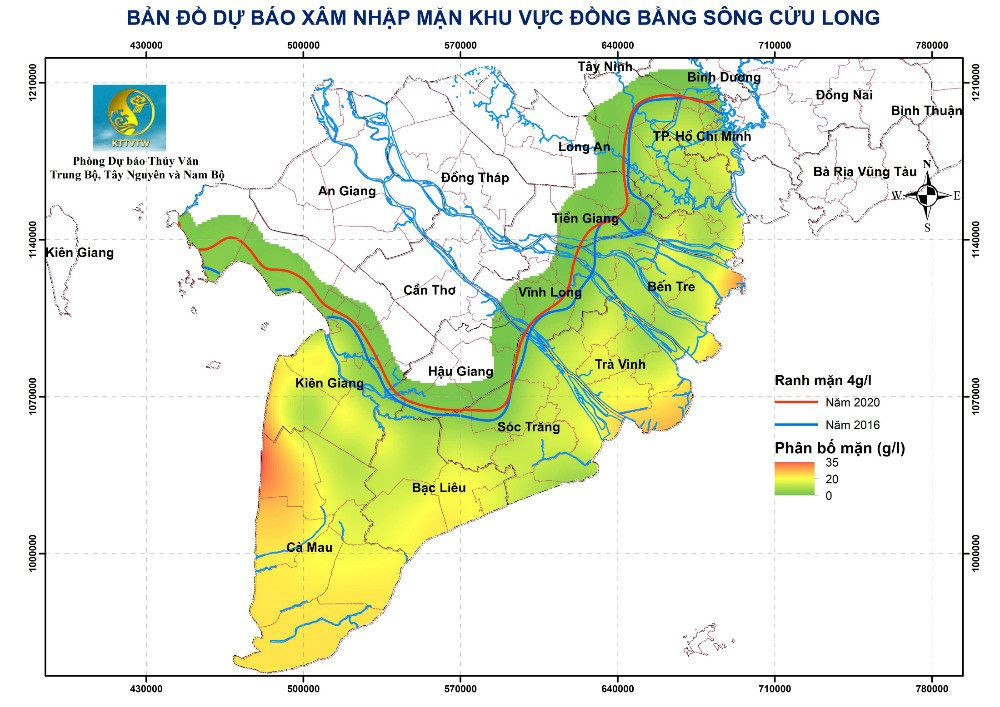 BẢN ĐỒ DỰ BÁO XÂM NHẬP MẶN KHU VỰC ĐỒNG BẰNG SÔNG CỬU LONG
430000 500000 570000 640000 710000 780000
Tây Ninh
1210000
1210000
Bình Dương
Đồng Nai
Bình Thuận
KTTVTW
TP. Hồ Chí Minh
Long An
Phòng Dự báo Thủy Văn
Trung Bộ, Tây Nguyên và Nam Bộ
Đồng Tháp
Bà Rịa Vũng Tàu
An Giang
N
W E
S
Tiền Giang
1140000
1140000
Kiên Giang
Cần Thơ
Vĩnh Long
Bến Tre
Trà Vinh
Hậu Giang
Kiên Giang
Ranh mặn 4g/l
1070000
1070000
Năm 2020
Năm 2016
Sóc Trăng
Phân bố mặn (g/l)
35
20
0
Bạc Liêu
Cà Mau
1000000
1000000
430000 500000 570000 640000 710000 780000